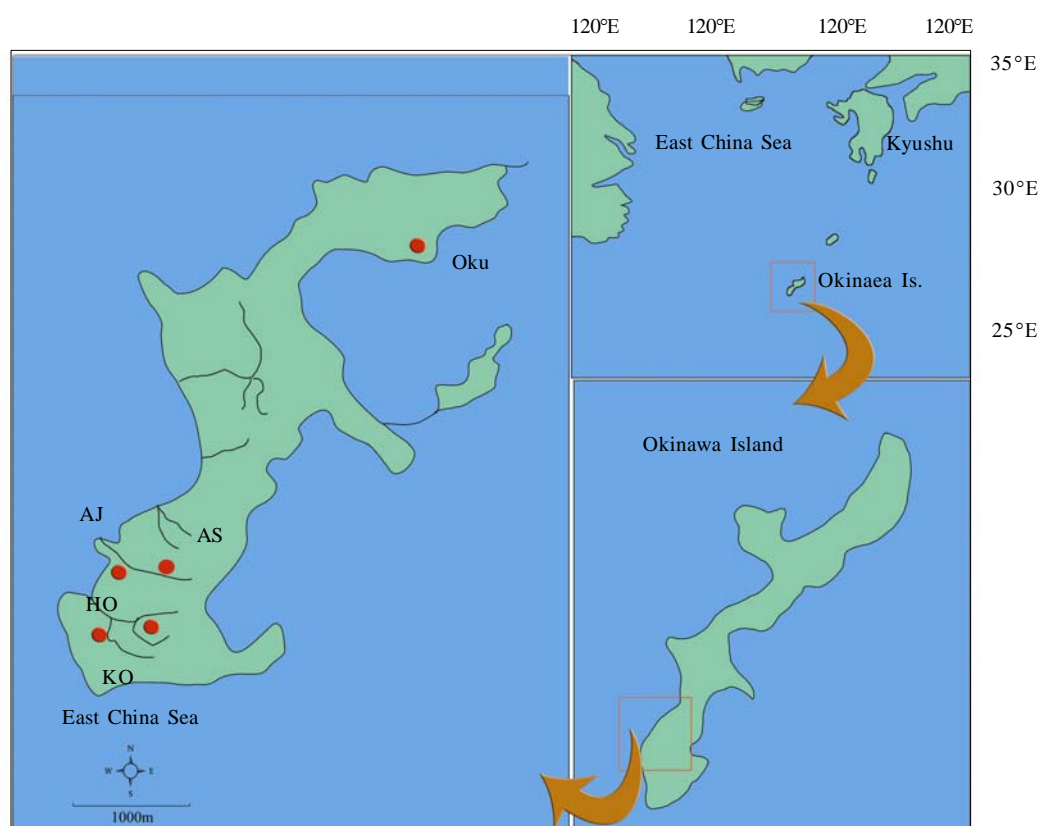 120°E 120°E 120°E 120°E
35°E
East China Sea
Kyushu
30°E
Okinaea Is.
25°E
Oku
Okinawa Island
AJ
AS
HO
KO
East China Sea
N
W E
S
1000m